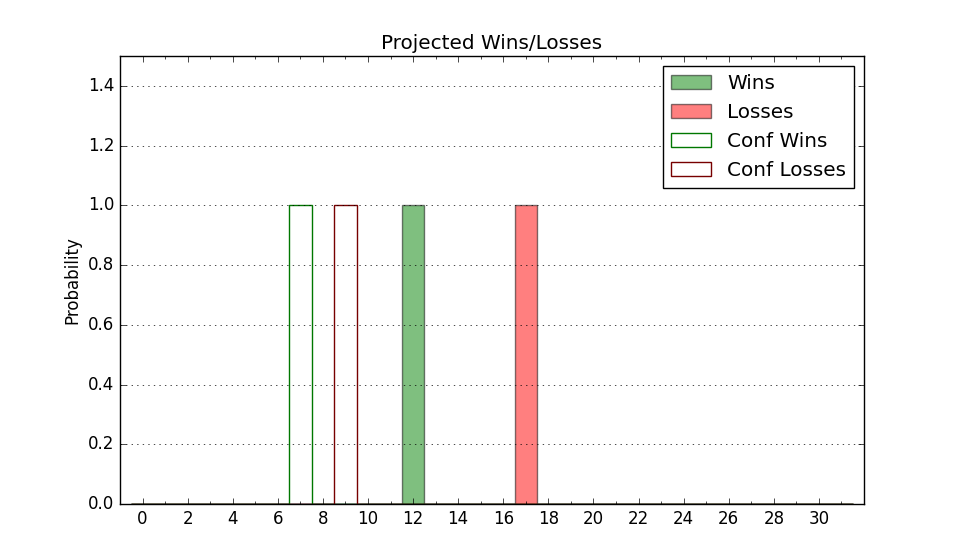 Projected Wins/Losses
Wins
Losses
Conf Wins
Conf Losses
Probability
1.4
1.2
1.0
0.8
0.6
0.4
0.2
0.0
0 2 4 6 8 10 12 14 16 18 20 22 24 26 28 30